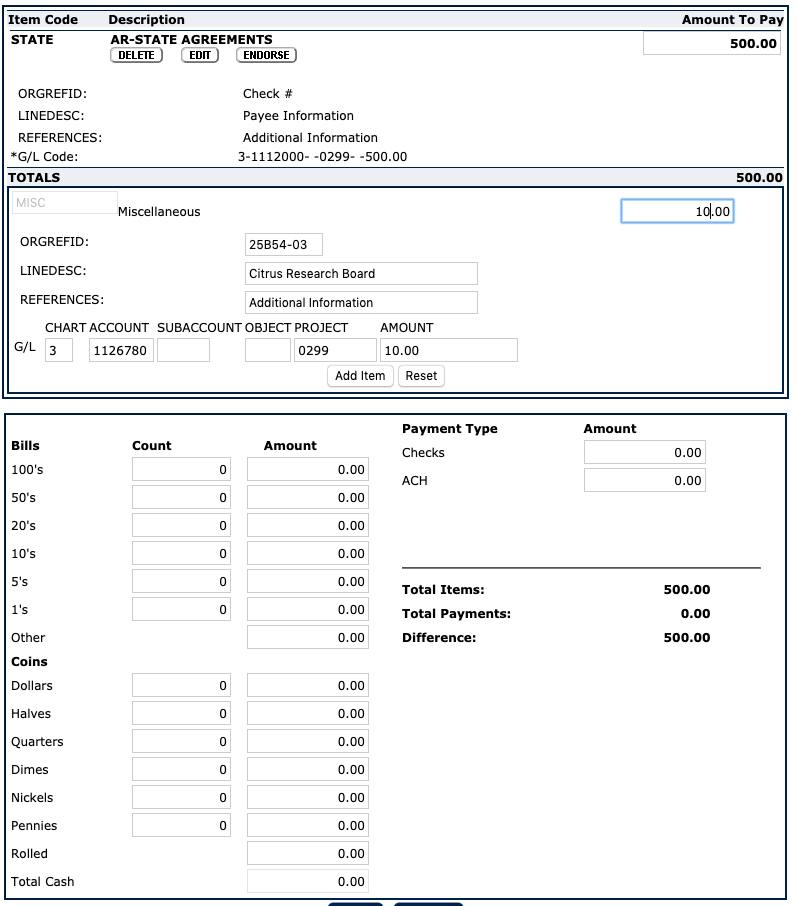 Item Code Description Amount To Pay
STATE AR-STATE AGREEMENTS 500.00
DELETE EDIT ENDORSE
ORGREFID: Check #
LINEDESC: Payee Information
REFERENCES: Additional Information
*G/L Code: 3-1112000- -0299- -500.00
TOTALS 500.00
MISC Miscellaneous 10.00
ORGREFID: 25B54-03
LINEDESC: Citrus Research Board
REFERENCES: Additional Information
CHART ACCOUNT SUBACCOUNT OBJECT PROJECT AMOUNT
G/L 3 1126780 0299 10.00
Add Item Reset
Payment Type Amount
Bills Count Amount
Checks 0.00
100's 0 0.00
ACH 0.00
50's 0 0.00
20's 0 0.00
10's 0 0.00
5's 0 0.00
Total Items: 500.00
1's 0 0.00
Total Payments: 0.00
Other 0.00
Difference: 500.00
Coins
Dollars 0 0.00
Halves 0 0.00
Quarters 0 0.00
Dimes 0 0.00
Nickels 0 0.00
Pennies 0 0.00
Rolled 0.00
Total Cash 0.00